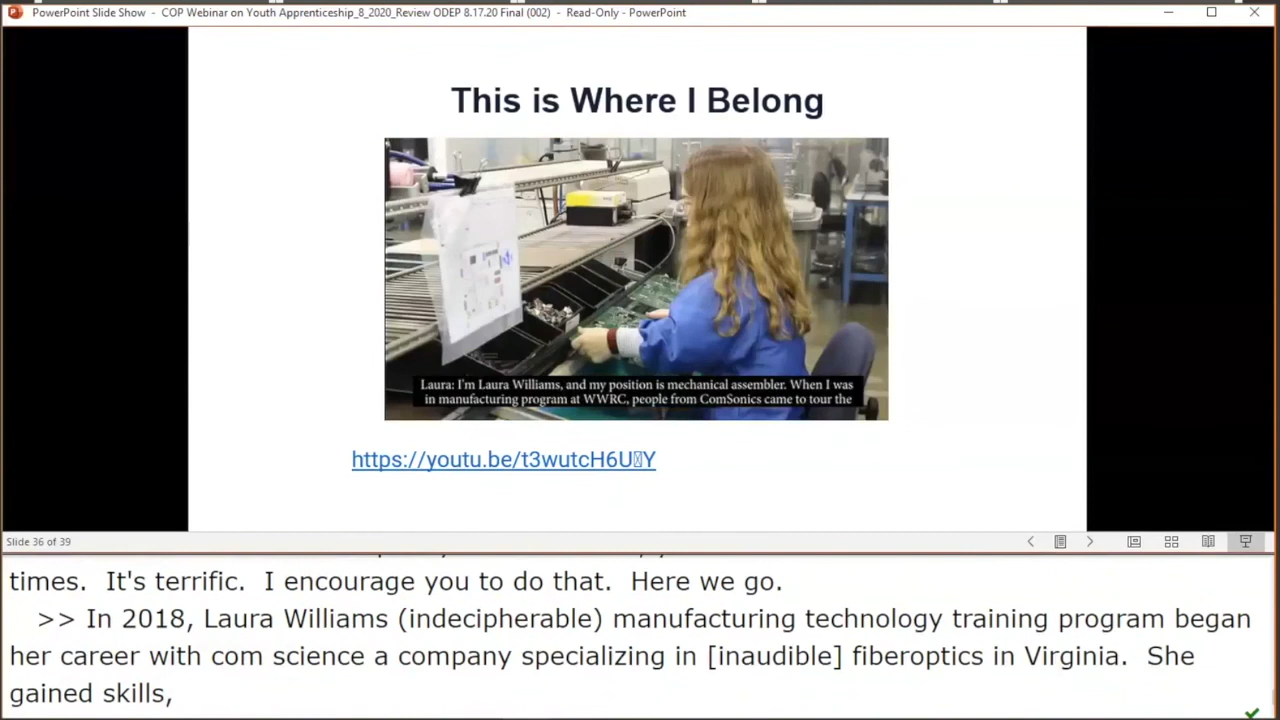 PowerPoint Slide Show - COP Webinar on Youth Apprenticeship_8_2020_Review ODEP 8.17.20 Final (002) - Read-Only - PowerPoint
This is Where I Belong
Laura: I'm Laura Williams, and my position is mechanical assembler. When I was
in manufacturing program at WWRC, people from ComSonics came to tour the
https://youtu.be/t3wutcH6U▯Y
Slide 36 of 39
times. It's terrific. I encourage you to do that. Here we go.
>> In 2018, Laura Williams (indecipherable) manufacturing technology training program began
her career with com science a company specializing in [inaudible] fiberoptics in Virginia. She
gained skills,